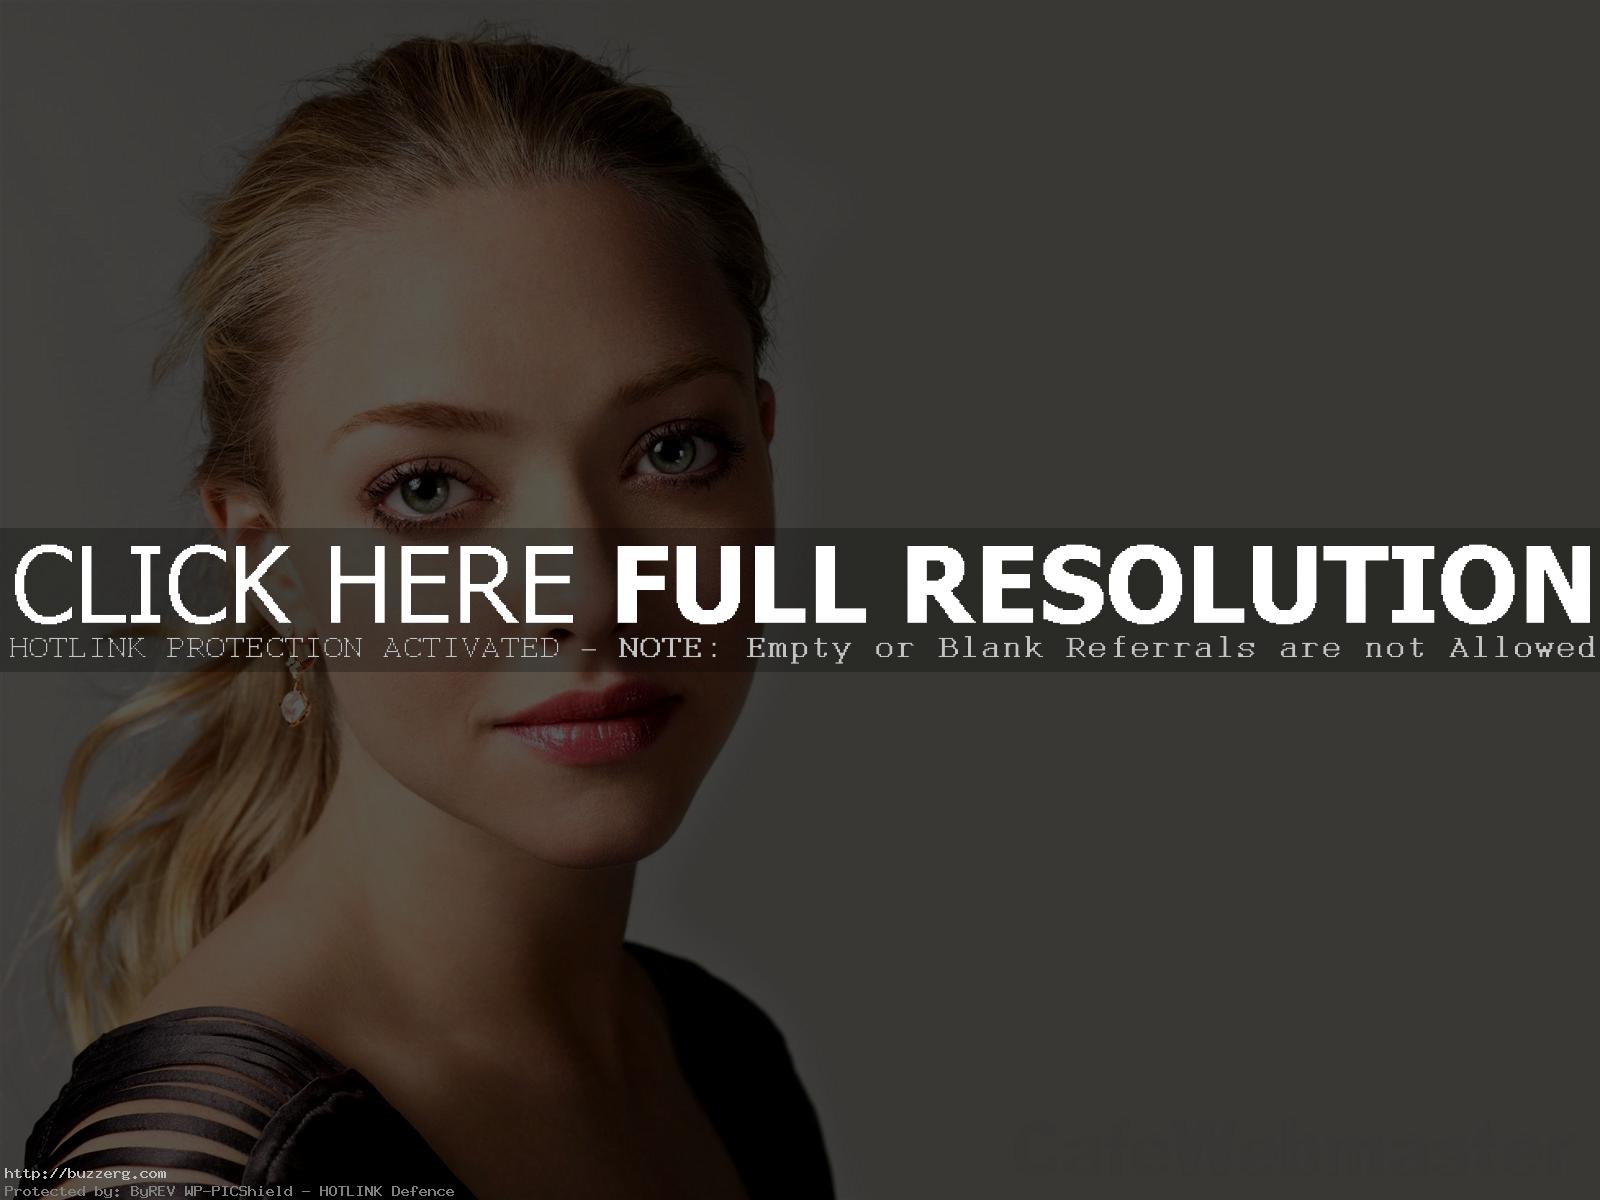 CLICK HERE FULL RESOLUTION
HOTLINK PROTECTION ACTIVATED - NOTE: Empty or Blank Referrals are not Allowed
CafeWebmaster
http://buzzerg.com
Protected by: ByREV WP-PICShield - HOTLINK Defence